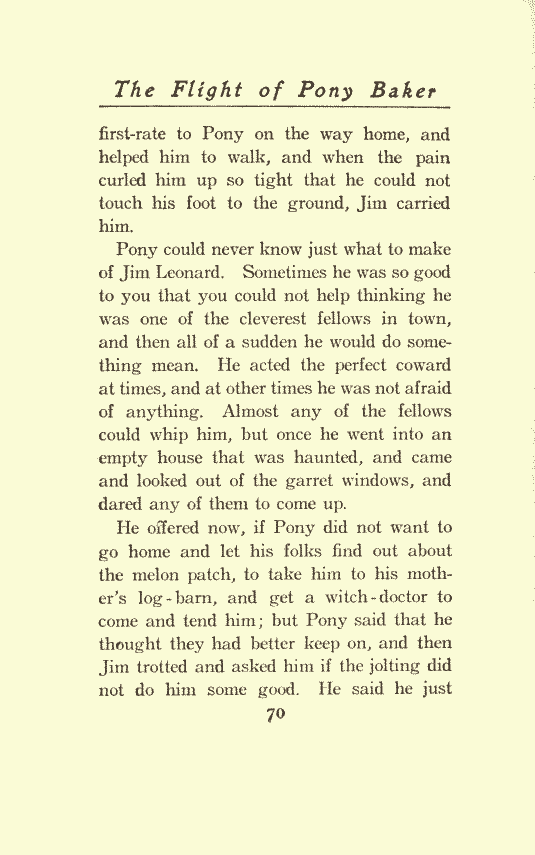 The Flight of Pony Baker
first-rate to Pony on the way home, and
helped him to walk, and when the pain
curled him up so tight that he could not
touch his foot to the ground, Jim carried
him.
Pony could never know just what to make
of Jim Leonard. Sometimes he was so good
to you that you could not help thinking he
was one of the cleverest fellows in town,
and then all of a sudden he would do some-
thing mean. He acted the perfect coward
at times, and at other times he was not afraid
of anything. Almost any of the fellows
could whip him, but once he went into an
empty house that was haunted, and came
and looked out of the garret windows, and
dared any of them to come up.
He offered now, if Pony did not want to
go home and let his folks find out about
the melon patch, to take him to his moth-
er's log-barn, and get a witch-doctor to
come and tend him; but Pony said that he
thought they had better keep on, and then
Jim trotted and asked him if the jolting did
not do him some good. He said he just
70